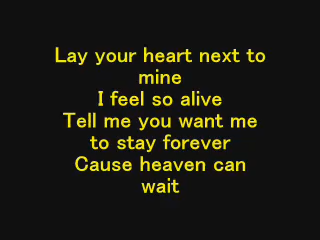 Lay your heart next to
mine
I feel so alive
Tell me you want me
to stay forever
Cause heaven can
wait